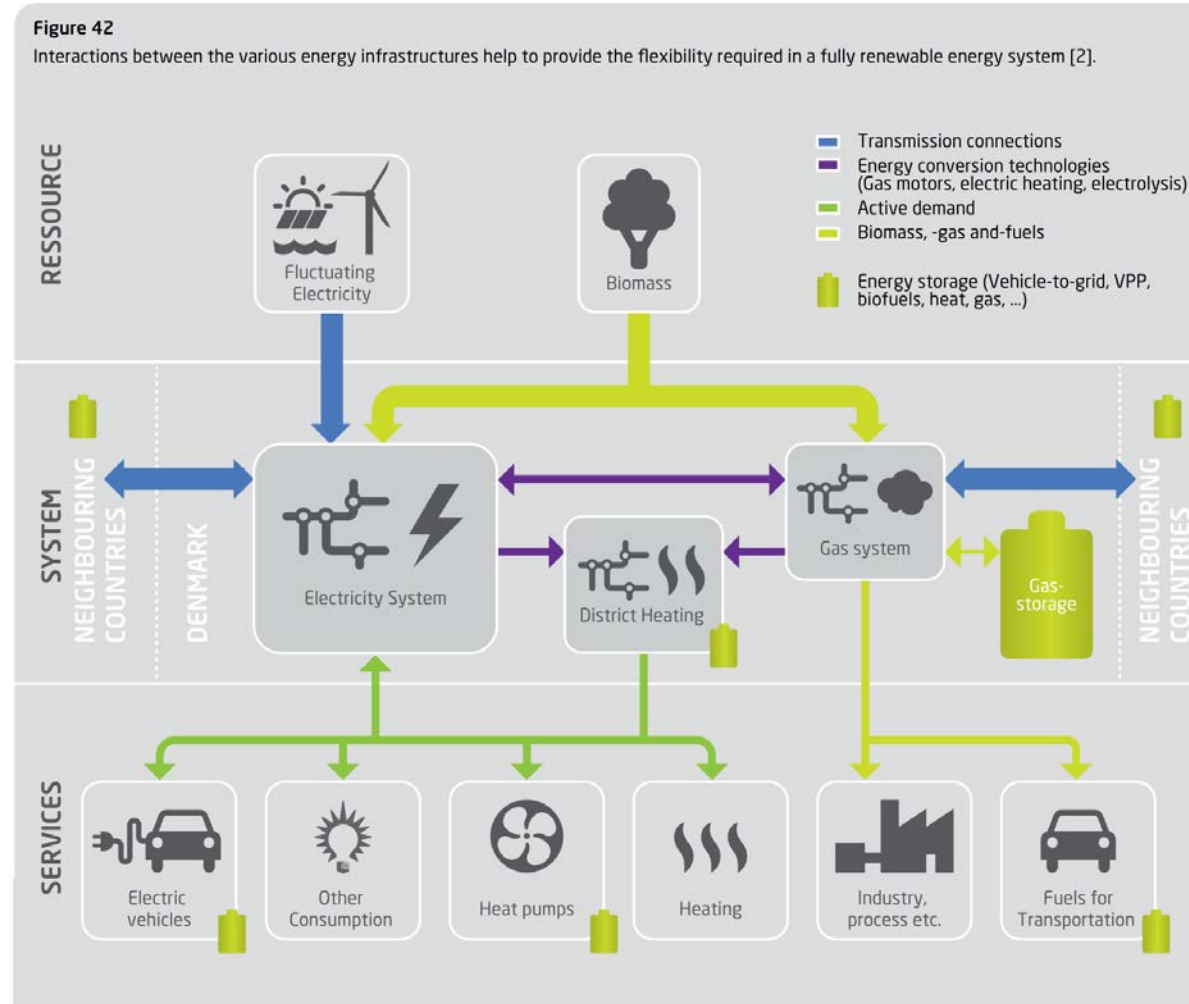 Figure 42
Interactions between the various energy infrastructures help to provide the flexibility required in a fully renewable energy system [2].
RESSOURCE
Fluctuating
Electricity
Biomass
Transmission connections
Energy conversion technologies
(Gas motors, electric heating, electrolysis)
Active demand
Biomass, -gas and-fuels
Energy storage (Vehicle-to-grid, VPP,
biofuels, heat, gas, ...)
SYSTEM
NEIGHBOURING
COUNTRIES
DENMARK
Electricity System
District Heating
Gas system
Gas-
storage
NEIGHBOURING
COUNTRIES
SERVICES
Electric
vehicles
Other
Consumption
Heat pumps
Heating
Industry,
process etc.
Fuels for
Transportation